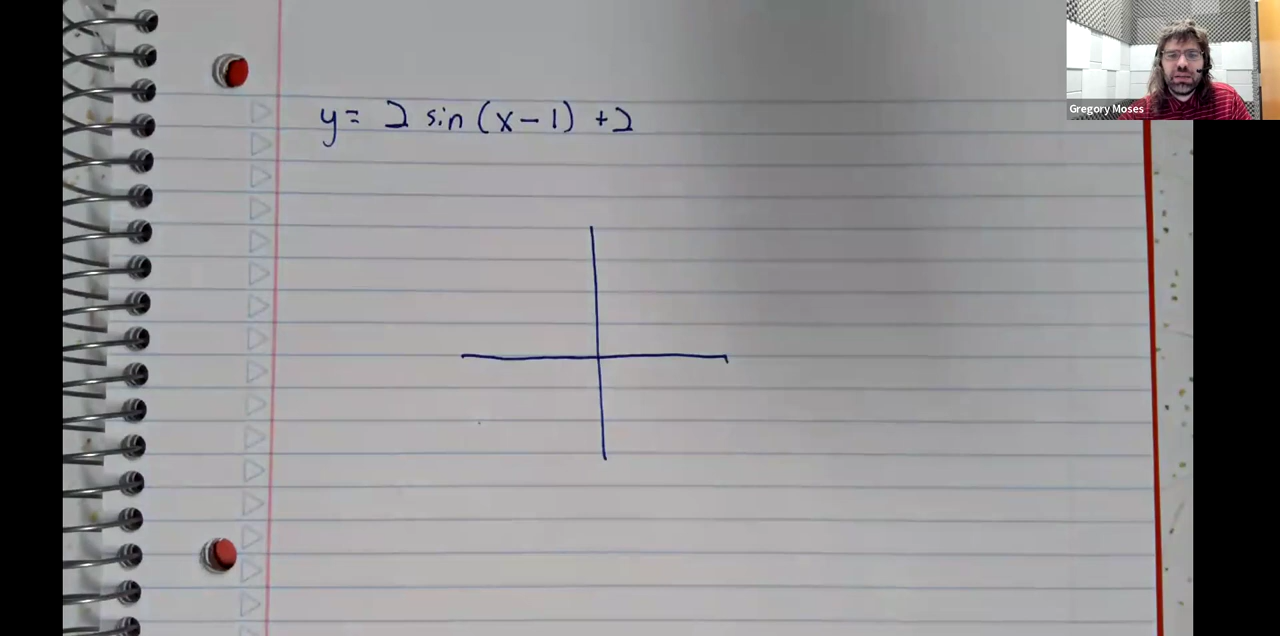 Gregory Moses
y = 2 sin (x - 1) + 2